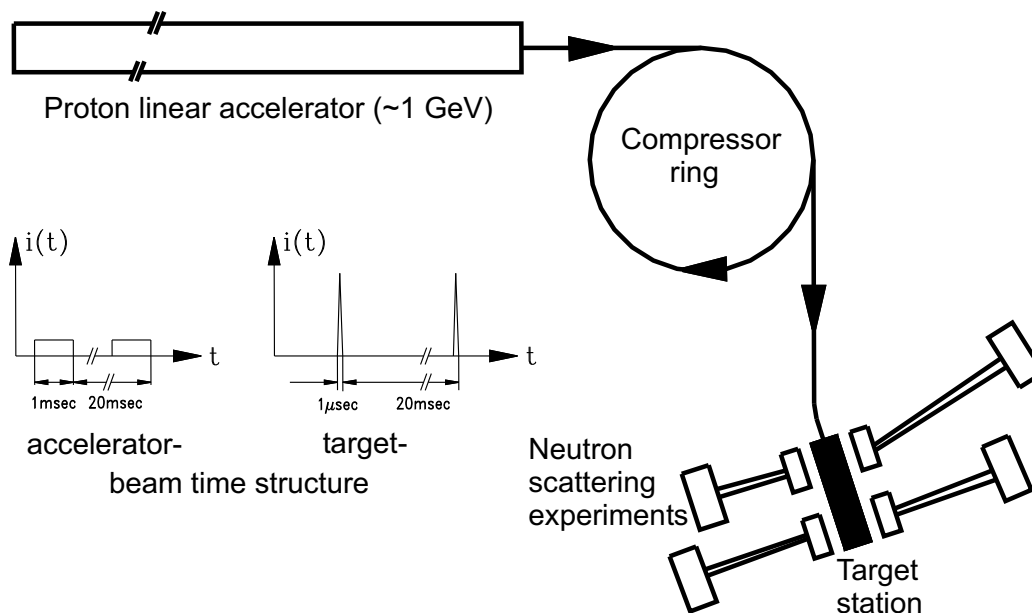 Proton linear accelerator (~1 GeV)
Compressor
ring
i(t)
t
1msec
20msec
i(t)
t
1μsec
20msec
accelerator-
target-
beam time structure
Neutron
scattering
experiments
Target
station